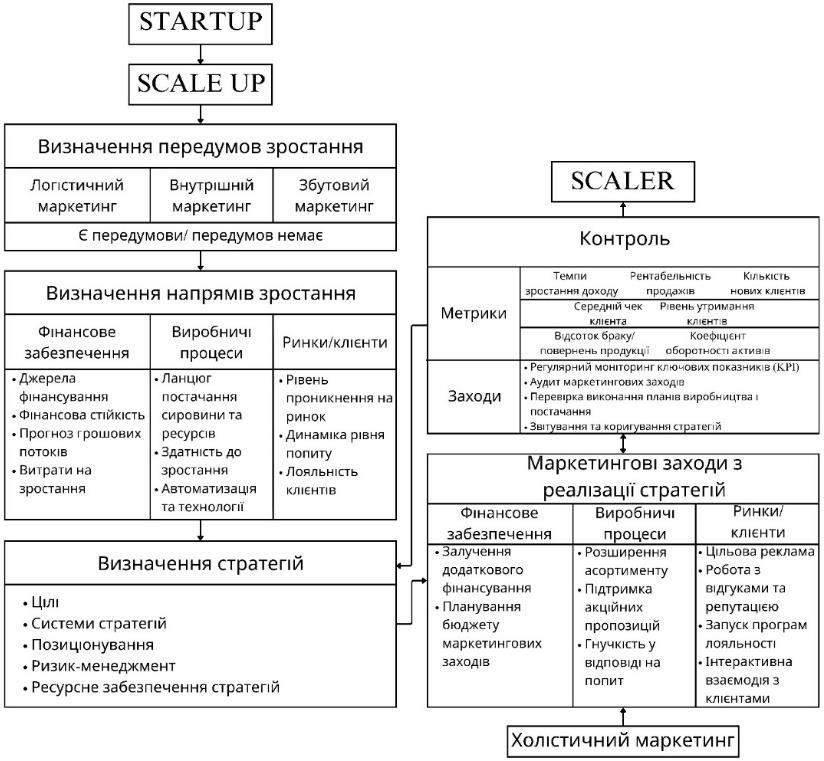 STARTUP
SCALE UP
Визначення передумов зростання
Логістичний
маркетинг
Внутрішній
маркетинг
Збутовий
маркетинг
Є передумови/ передумов немає
Визначення напрямів зростання
Фінансове
забезпечення
Виробничі
процеси
Ринки/клієнти
• Джерела
фінансування
• Фінансова стійкість
• Прогноз грошових
потоків
• Витрати на
зростання
• Ланцюг
постачання
сировини та
ресурсів
• Здатність до
зростання
• Автоматизація
та технології
• Рівень
проникнення на
ринок
• Динаміка рівня
попиту
• Лояльність
клієнтів
Визначення стратегій
• Цілі
• Системи стратегій
• Позиціонування
• Ризик-менеджмент
• Ресурсне забезпечення стратегій
SCALER
Контроль
Метрики
Темпи
зростання доходу
Рентабельність
продажів
Кількість
нових клієнтів
Середній чек
клієнта
Рівень утримання
клієнтів
Відсоток браку/
повернень продукції
Коефіцієнт
оборотності активів
Заходи
• Регулярний моніторинг ключових показників (KPI)
• Аудит маркетингових заходів
• Перевірка виконання планів виробництва і
постачання
• Звітування та коригування стратегій
Маркетингові заходи з
реалізації стратегій
Фінансове
забезпечення
Виробничі
процеси
Ринки/
клієнти
• Залучення
додаткового
фінансування
• Планування
бюджету
маркетингових
заходів
• Розширення
асортименту
• Підтримка
акційних
пропозицій
• Гнучкість у
відповіді на
попит
• Цільова реклама
• Робота з
відгуками та
репутацією
• Запуск програм
лояльності
• Інтерактивна
взаємодія з
клієнтами
Холістичний маркетинг